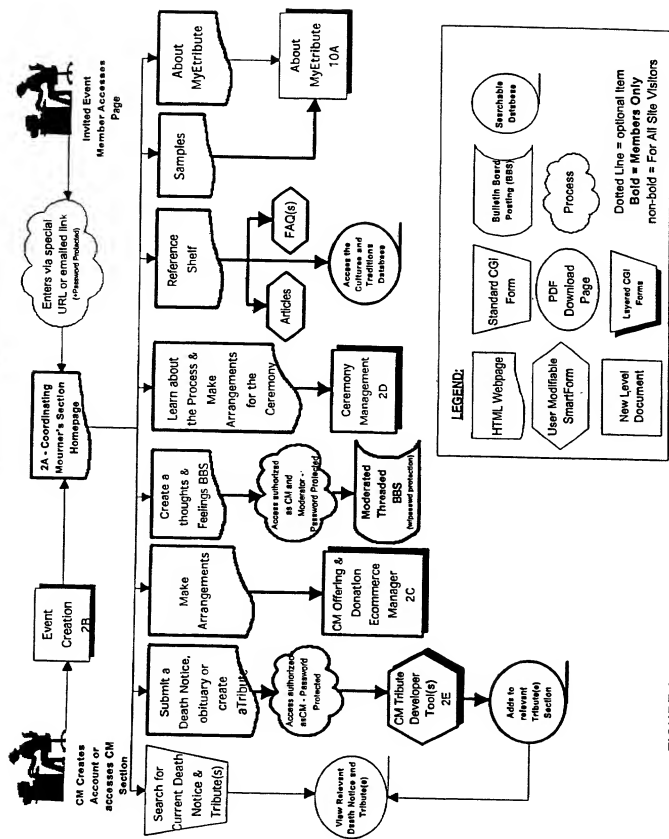 Invited Event
Member Accesses
Page
Enters via special
URL or emailed link
(+Password Protected)
2A - Coordinating
Mourner's Section
Homepage
Event
Creation
2B
CM Creates
Account or
accesses CM
Section
About
MyEtribute
Samples
Reference
Shelf
Learn about
the Process &
Make
Arrangements
for the
Ceremony
Create a
thoughts &
Feelings BBS
Make
Arrangements
Submit a
Death Notice,
obituary or
create
aTribute
Search for
Current Death
Notice &
Tribute(s)
About
MyEtribute
10A
FAQ(s)
Articles
Access the
Cultures and
Traditions
Database
Ceremony
Management
2D
Access authorized
as CM and
Moderator -
Password Protected
Moderated
Threaded
BBS
(w/passwd protection)
CM Offering &
Donation
Ecommerce
Manager
2C
Access authorized
asCM - Password
Protected
CM Tribute
Developer
Tool(s)
2E
Adds to
relevant
Tribute(s)
Section
View Relevant
Death Notice and
Tribute(s)
LEGEND:
HTML Webpage
Standard CGI
Form
Bulletin Board
Posting (BBS)
Searchable
Database
User Modifiable
SmartForm
PDF
Download
Page
Process
New Level
Document
Layered CGI
Forms
Dotted Line = optional Item
Bold = Members Only
non-bold = For All Site Visitors